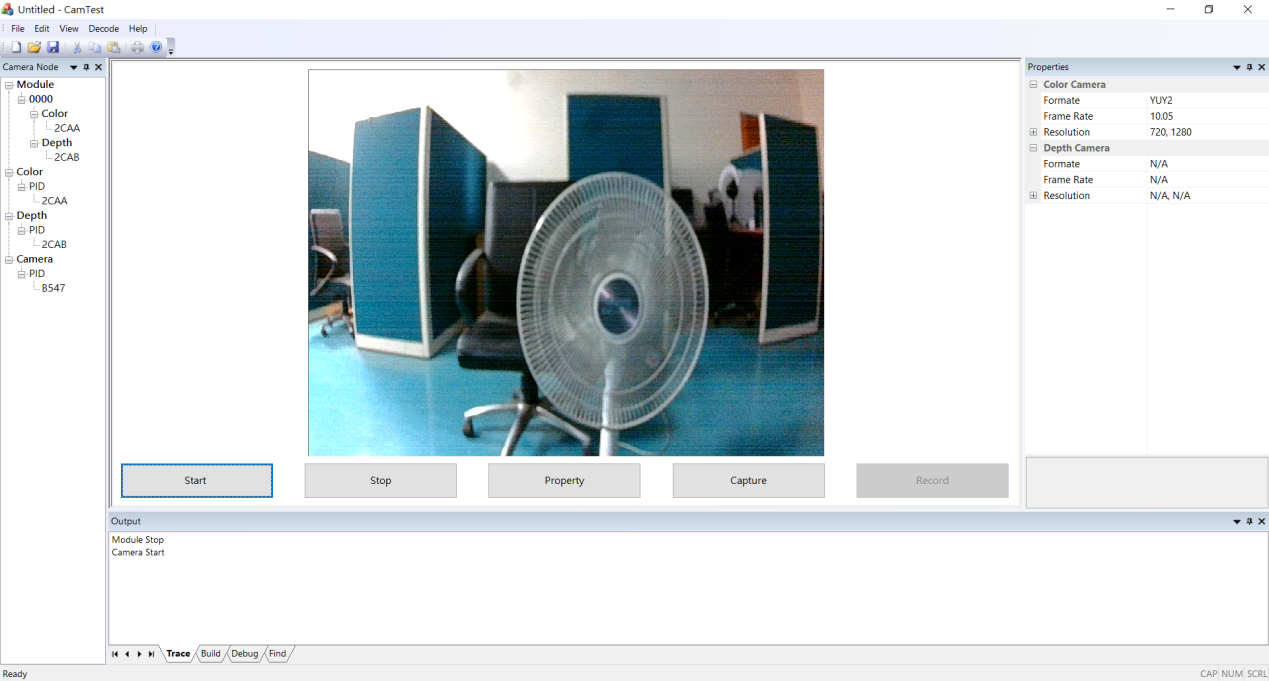 Untitled - CamTest
File Edit View Decode Help
Camera Node
Module
0000
Color
2CAA
Depth
2CAB
Color
PID
2CAA
Depth
PID
2CAB
Camera
PID
B547
Start Stop Property Capture Record
Properties
Color Camera
Formate YUY2
Frame Rate 10.05
Resolution 720, 1280
Depth Camera
Formate N/A
Frame Rate N/A
Resolution N/A, N/A
Output
Module Stop
Camera Start
Trace Build Debug Find
Ready CAP NUM SCRL